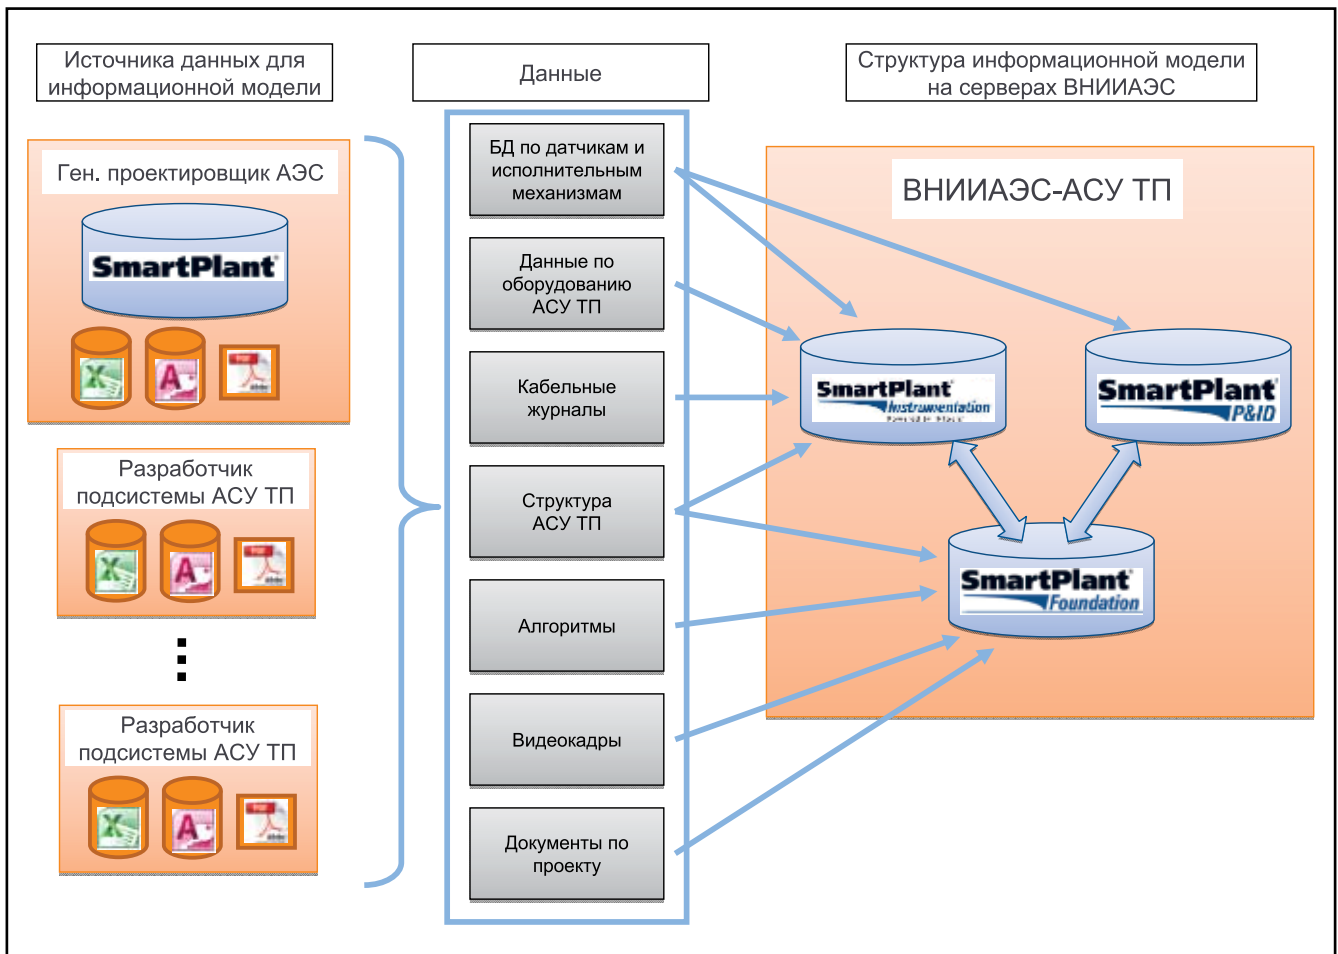 Источника данных для
информационной модели
Данные
Структура информационной модели
на серверах ВНИИАЭС
Ген. проектировщик АЭС
SmartPlant
Разработчик
подсистемы АСУ ТП
Разработчик
подсистемы АСУ ТП
БД по датчикам и
исполнительным
механизмам
Данные по
оборудованию
АСУ ТП
Кабельные
журналы
Структура
АСУ ТП
Алгоритмы
Видеокадры
Документы по
проекту
ВНИИАЭС-АСУ ТП
SmartPlant
Instrumentation
SmartPlant
P&ID
SmartPlant
Foundation